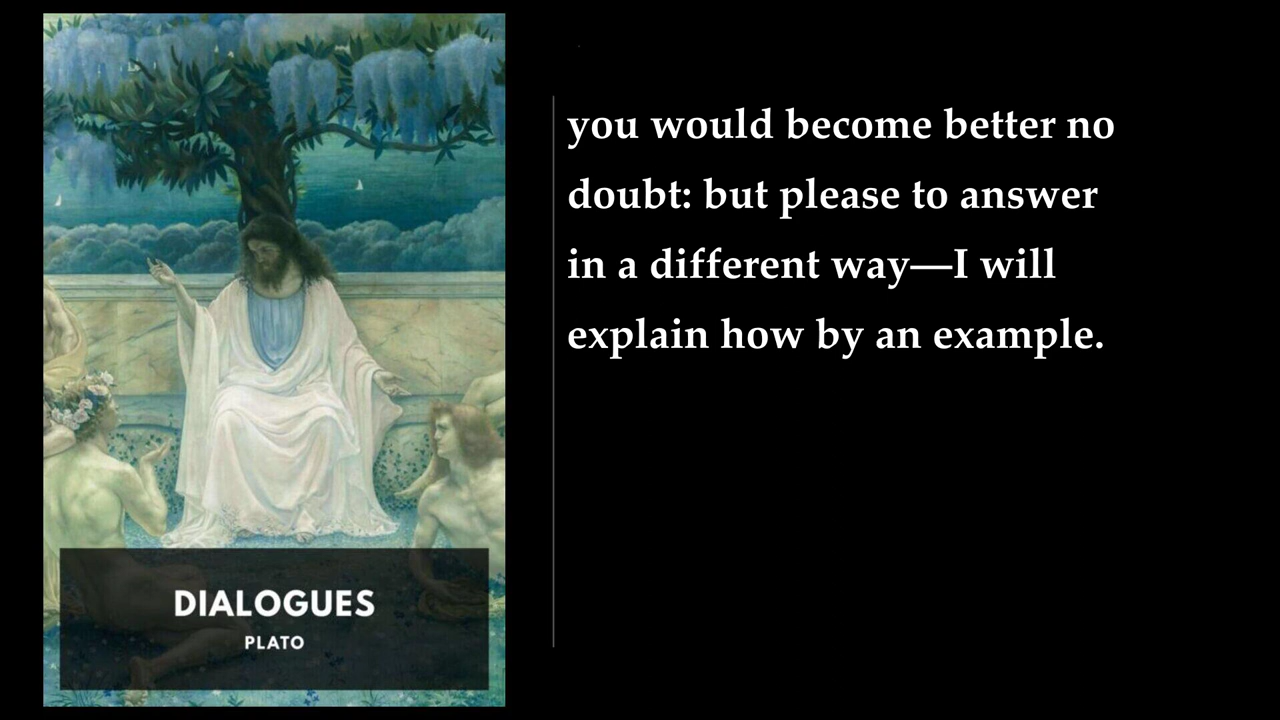 you would become better no
doubt: but please to answer
in a different way—I will
explain how by an example.
DIALOGUES
PLATO